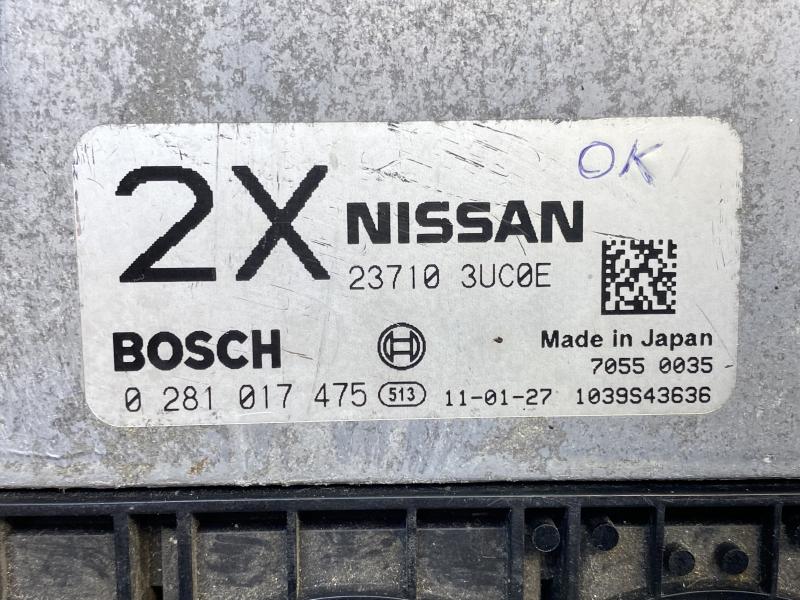 OK
2X NISSAN
23710 3UC0E
BOSCH
Made in Japan
7055 0035
0 281 017 475 513 11-01-27 1039S43636